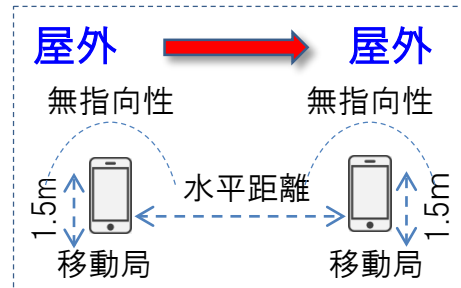 屋外 屋外
無指向性 無指向性
水平距離
1.5m 1.5m
移動局 移動局